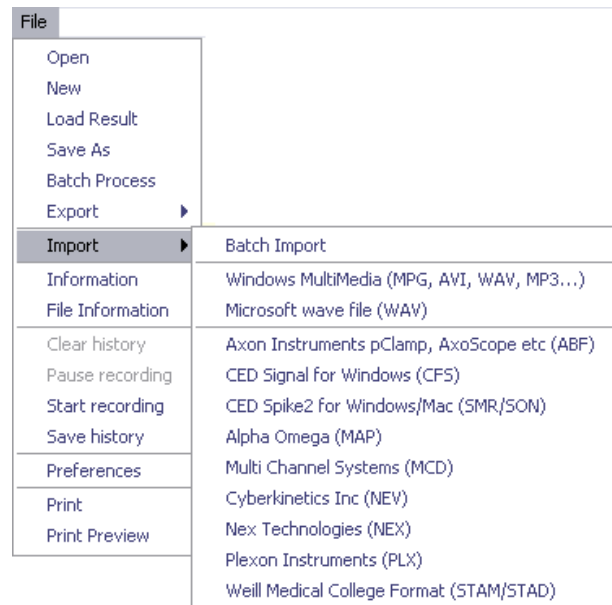 File
Open
New
Load Result
Save As
Batch Process
Export
Import
Information
File Information
Clear history
Pause recording
Start recording
Save history
Preferences
Print
Print Preview
Batch Import
Windows MultiMedia (MPG, AVI, WAV, MP3...)
Microsoft wave file (WAV)
Axon Instruments pClamp, AxoScope etc (ABF)
CED Signal for Windows (CFS)
CED Spike2 for Windows/Mac (SMR/SON)
Alpha Omega (MAP)
Multi Channel Systems (MCD)
Cyberkinetics Inc (NEV)
Nex Technologies (NEX)
Plexon Instruments (PLX)
Weill Medical College Format (STAM/STAD)